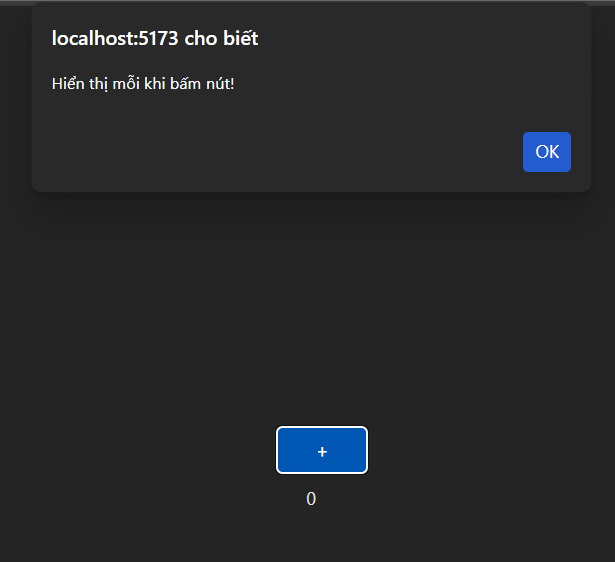 localhost:5173 cho biết
Hiển thị mỗi khi bấm nút!
OK
+
0